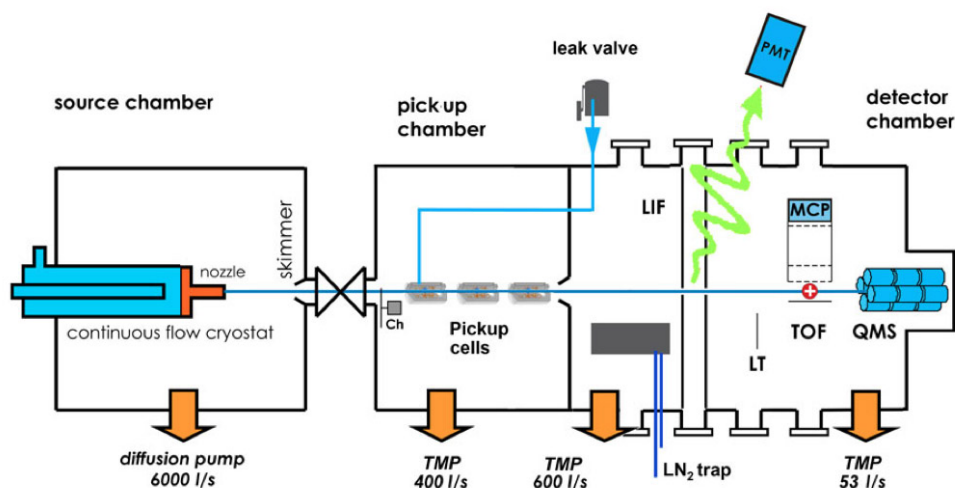 leak valve
PMT
source chamber
pick-up
chamber
detector
chamber
skimmer
LIF
MCP
nozzle
continuous flow cryostat
Ch
Pickup
cells
LT
TOF
QMS
diffusion pump
6000 l/s
TMP
400 l/s
TMP
600 l/s
LN₂ trap
TMP
53 l/s